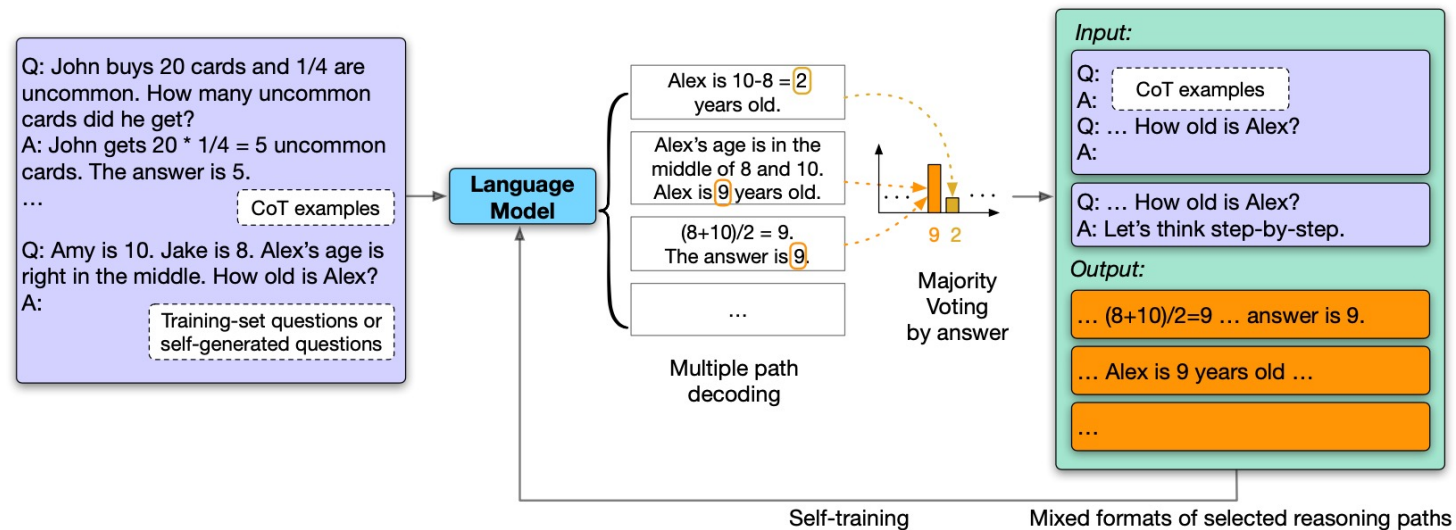 Q: John buys 20 cards and 1/4 are
uncommon. How many uncommon
cards did he get?
A: John gets 20 * 1/4 = 5 uncommon
cards. The answer is 5.
...
CoT examples
Q: Amy is 10. Jake is 8. Alex's age is
right in the middle. How old is Alex?
A:
Training-set questions or
self-generated questions
Language
Model
Alex is 10-8 = 2
years old.
Alex's age is in the
middle of 8 and 10.
Alex is 9 years old.
(8+10)/2 = 9.
The answer is 9.
...
Multiple path
decoding
... ...
9 2
Majority
Voting
by answer
Input:
Q:
A:
CoT examples
Q: ... How old is Alex?
A:
Q: ... How old is Alex?
A: Let's think step-by-step.
Output:
... (8+10)/2=9 ... answer is 9.
... Alex is 9 years old ...
...
Self-training
Mixed formats of selected reasoning paths